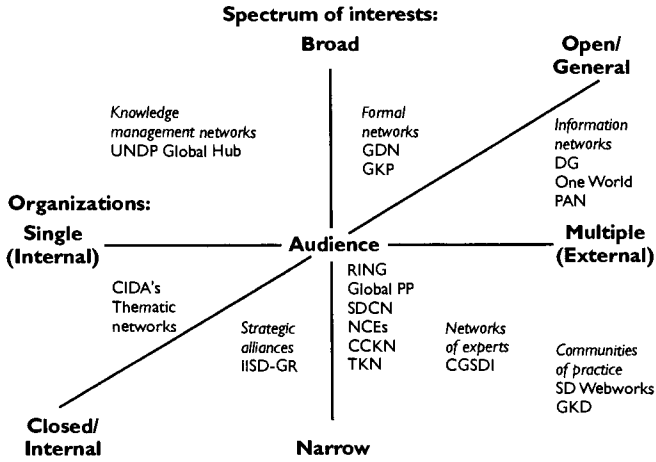 Spectrum of interests:
Broad
Open/
General
Knowledge
management networks
UNDP Global Hub
Formal
networks
GDN
GKP
Information
networks
DG
One World
PAN
Organizations:
Single
(Internal)
Audience
Multiple
(External)
CIDA's
Thematic
networks
Strategic
alliances
IISD-GR
RING
Global PP
SDCN
NCEs
CCKN
TKN
Networks
of experts
CGSDI
Communities
of practice
SD Webworks
GKD
Closed/
Internal
Narrow